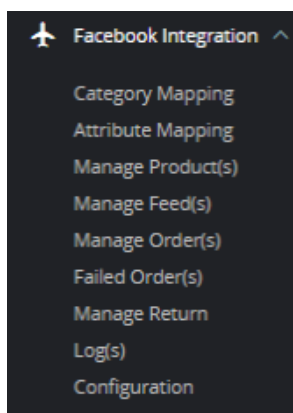 Facebook Integration
Category Mapping
Attribute Mapping
Manage Product(s)
Manage Feed(s)
Manage Order(s)
Failed Order(s)
Manage Return
Log(s)
Configuration